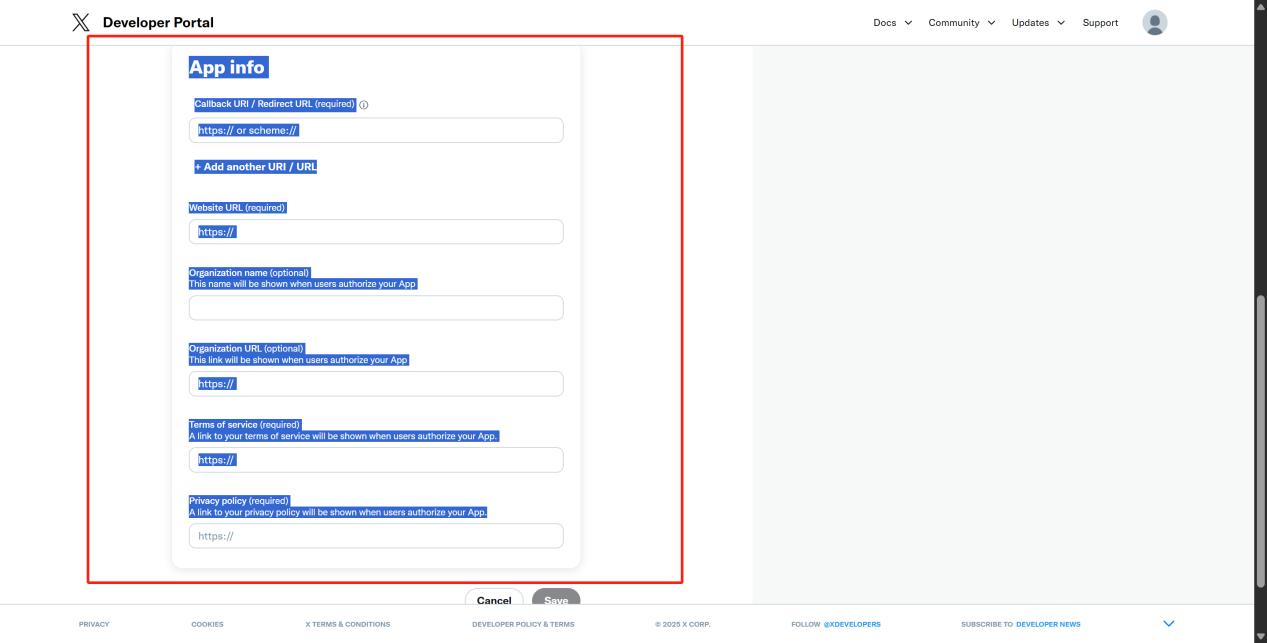 Developer Portal
Docs
Community
Updates
Support
App info
Callback URI / Redirect URL (required)
https:// or scheme://
+ Add another URI / URL
Website URL (required)
https://
Organization name (optional)
This name will be shown when users authorize your App
Organization URL (optional)
This link will be shown when users authorize your App
https://
Terms of service (required)
A link to your terms of service will be shown when users authorize your App.
https://
Privacy policy (required)
A link to your privacy policy will be shown when users authorize your App.
https://
Cancel
Save
PRIVACY
COOKIES
X TERMS & CONDITIONS
DEVELOPER POLICY & TERMS
© 2025 X CORP.
FOLLOW @XDEVELOPERS
SUBSCRIBE TO DEVELOPER NEWS